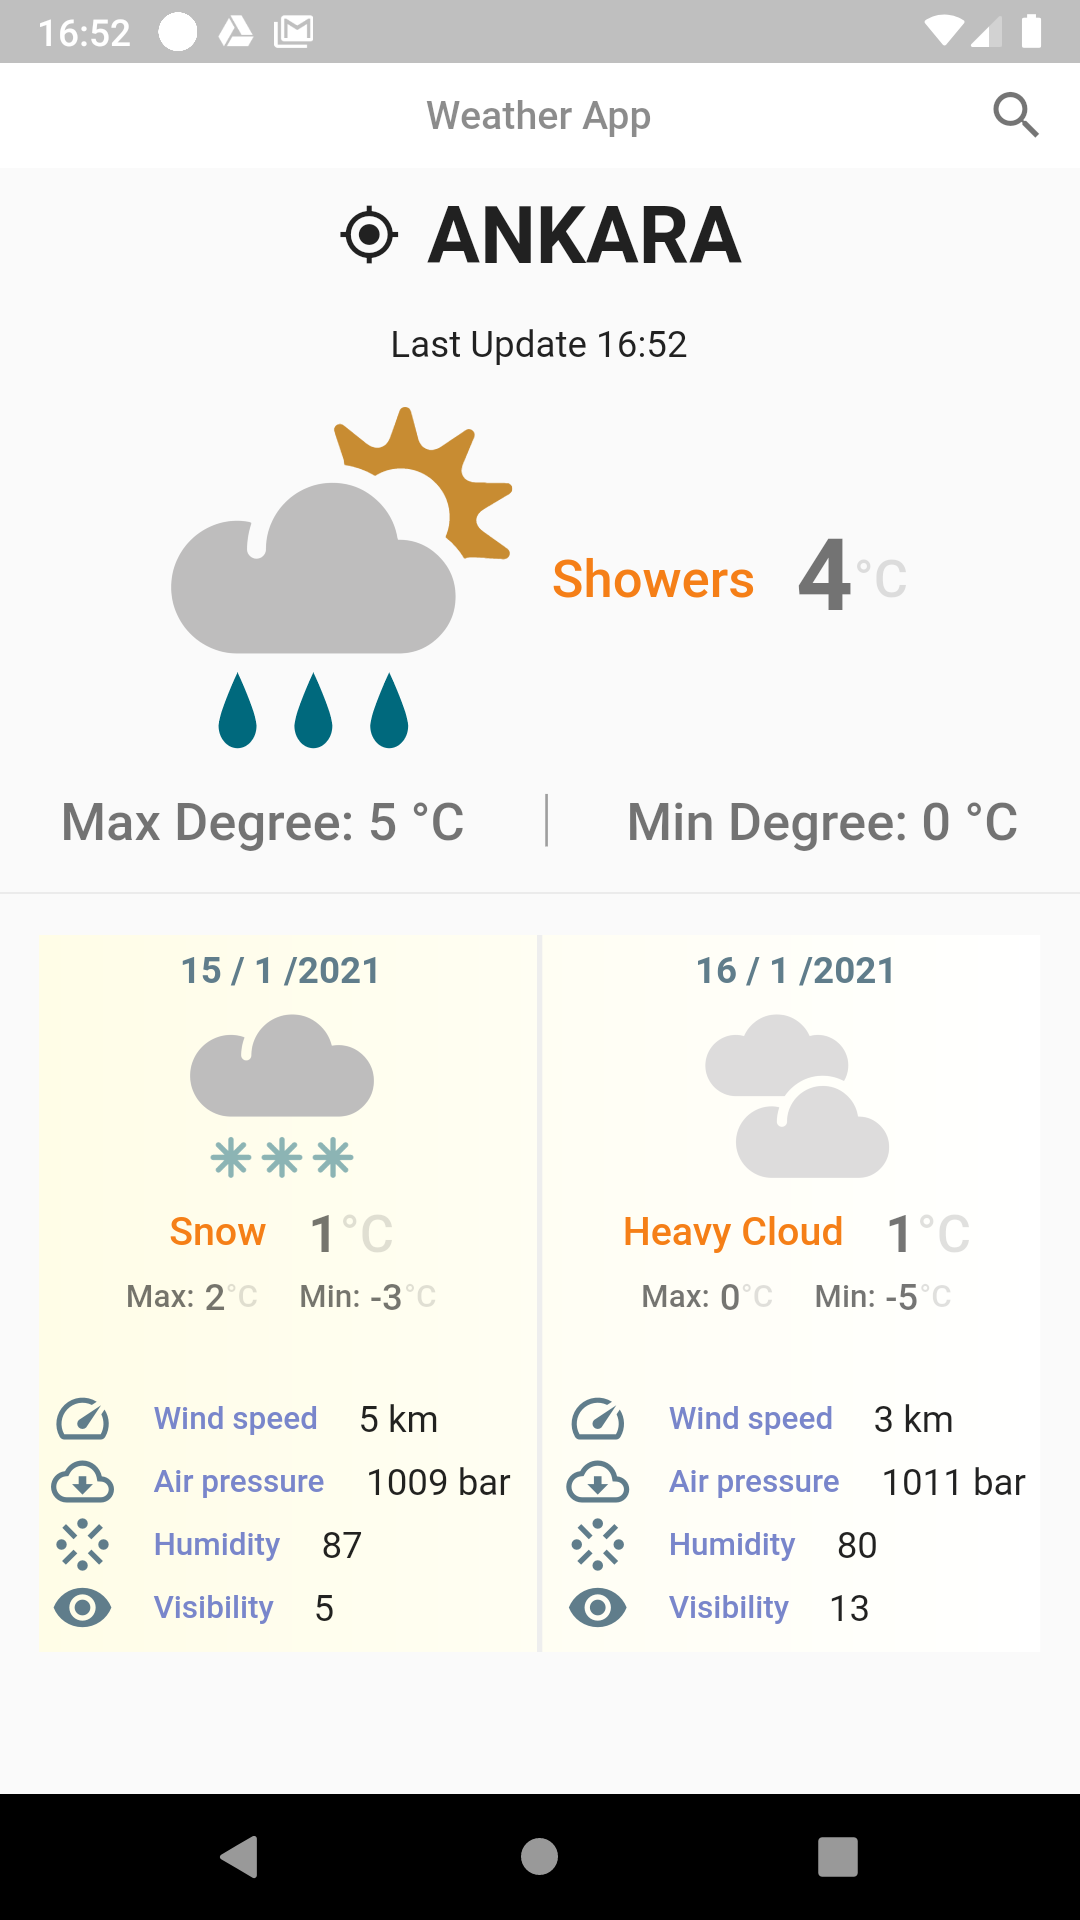 16:52
Weather App
ANKARA
Last Update 16:52
Showers 4°C
Max Degree: 5 °C
Min Degree: 0 °C
15 / 1 /2021
Snow 1°C
Max: 2°C Min: -3°C
Wind speed 5 km
Air pressure 1009 bar
Humidity 87
Visibility 5
16 / 1 /2021
Heavy Cloud 1°C
Max: 0°C Min: -5°C
Wind speed 3 km
Air pressure 1011 bar
Humidity 80
Visibility 13